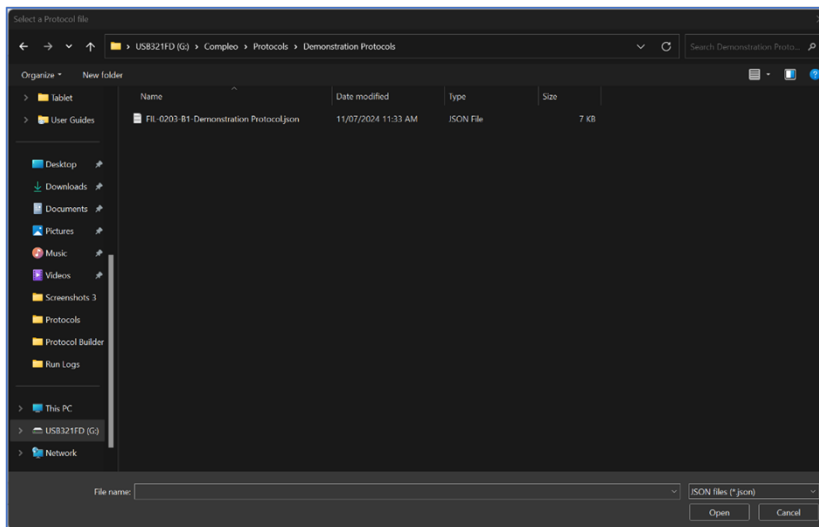 Select a Protocol file
USB321FD (G:) > Compleo > Protocols > Demonstration Protocols
Search Demonstration Proto...
Organize New folder
Name Date modified Type Size
FIL-0203-B1-Demonstration Protocol.json 11/07/2024 11:33 AM JSON File 7 KB
Tablet
User Guides
Desktop
Downloads
Documents
Pictures
Music
Videos
Screenshots 3
Protocols
Protocol Builder
Run Logs
This PC
USB321FD (G:)
Network
File name: JSON files (*.json)
Open Cancel